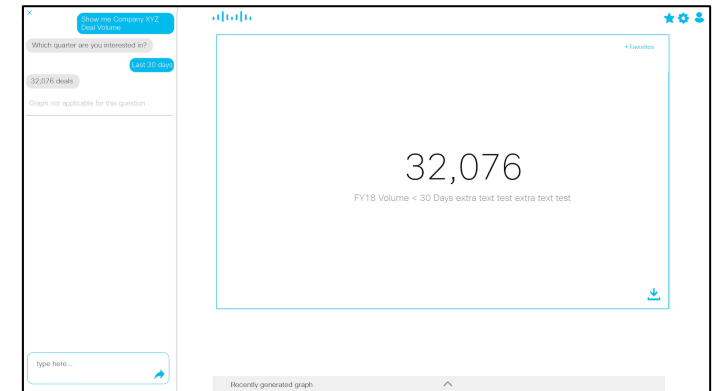 Show me Company XYZ
Deal Volume
Which quarter are you interested in?
Last 30 days
32,076 deals
Graph not applicable for this question
type here...
+ Favorites
32,076
FY18 Volume < 30 Days extra text test extra text test
Recently generated graph